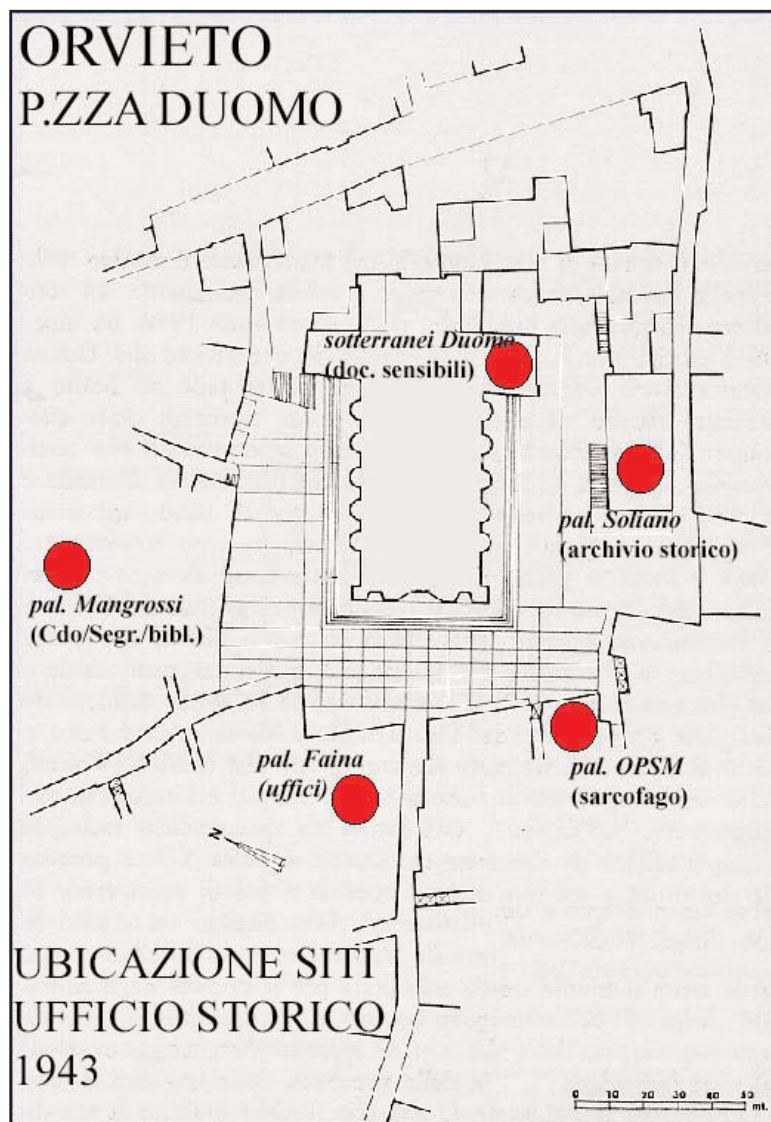 ORVIETO
P.ZZA DUOMO
sotterranei Duomo
(doc. sensibili)
pal. Soliano
(archivio storico)
pal. Mangrossi
(Cdo/Segr./bibl.)
pal. Faina
(uffici)
pal. OPSM
(sarcofago)
N
UBICAZIONE SITI
UFFICIO STORICO
1943
0 10 20 30 40 50
mt.